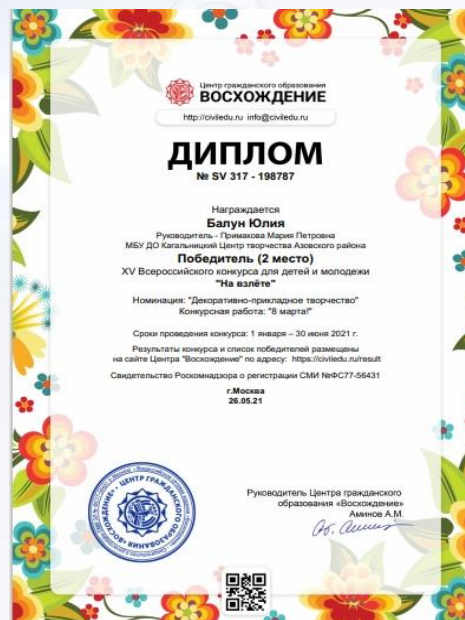 Центр гражданского образования
ВОСХОЖДЕНИЕ
http://civiledu.ru info@civiledu.ru
ДИПЛОМ
№ SV 317 - 198787
Награждается
Балун Юлия
Руководитель - Примакова Мария Петровна
МБУ ДО Кагальницкий Центр творчества Азовского района
Победитель (2 место)
XV Всероссийского конкурса для детей и молодежи
"На взлёте"
Номинация: "Декоративно-прикладное творчество"
Конкурсная работа: "8 марта!"
Сроки проведения конкурса: 1 января – 30 июня 2021 г.
Результаты конкурса и список победителей размещены
на сайте Центра "Восхождение" по адресу: https://civiledu.ru/result
Свидетельство Роскомнадзора о регистрации СМИ №ФС77-56431
г.Москва
26.05.21
Руководитель Центра гражданского
образования «Восхождение»
Аминов А.М.
ЦЕНТР ГРАЖДАНСКОГО ОБРАЗОВАНИЯ «ВОСХОЖДЕНИЕ»